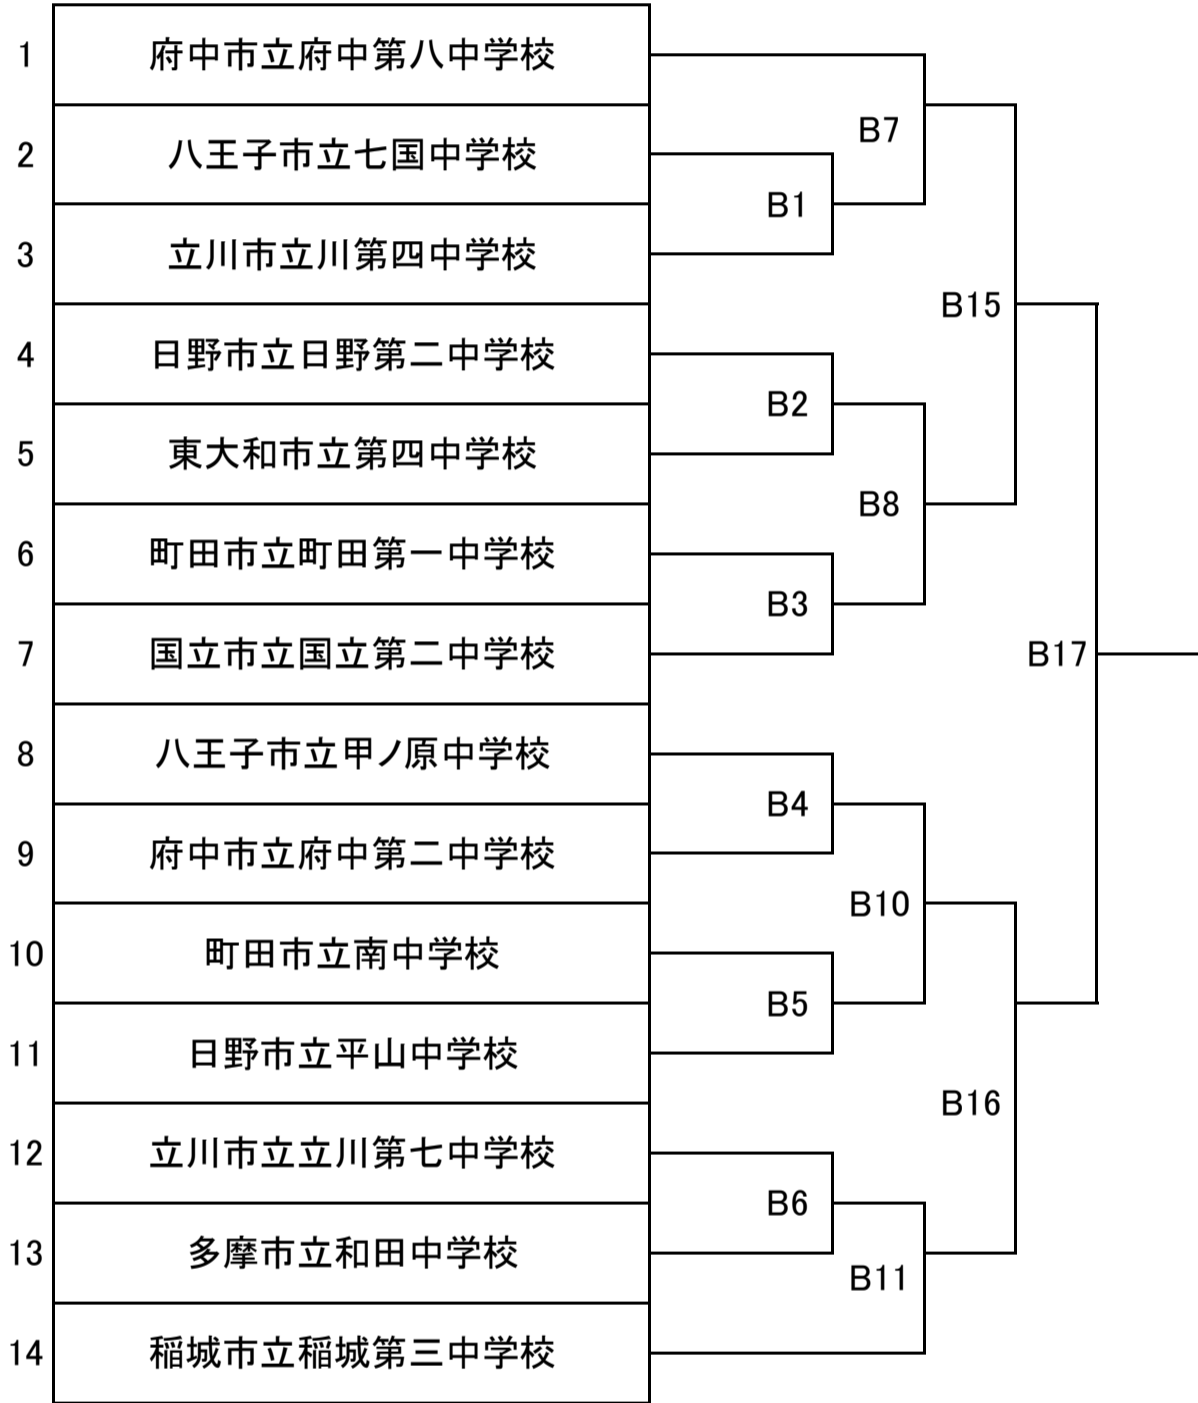 1 府中市立府中第八中学校
B7
2 八王子市立七国中学校
B1
3 立川市立川第四中学校
B15
4 日野市立日野第二中学校
B2
5 東大和市立第四中学校
B8
6 町田市立町田第一中学校
B3
7 国立市立国立第二中学校
B17
8 八王子市立甲ノ原中学校
B4
9 府中市立府中第二中学校
B10
10 町田市立南中学校
B5
11 日野市立平山中学校
B16
12 立川市立立川第七中学校
B6
13 多摩市立和田中学校
B11
14 稲城市立稲城第三中学校